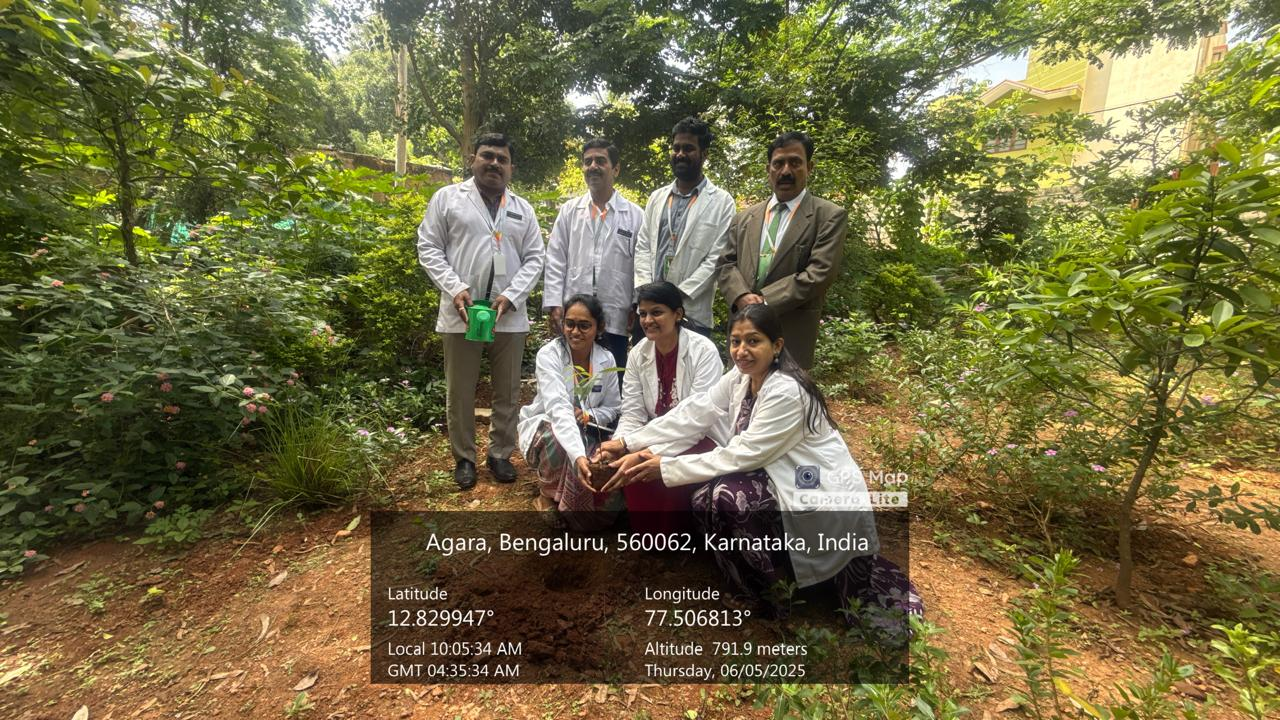 GPS Map
Camera Lite
Agara, Bengaluru, 560062, Karnataka, India
Latitude
12.829947°
Longitude
77.506813°
Local 10:05:34 AM
GMT 04:35:34 AM
Altitude 791.9 meters
Thursday, 06/05/2025